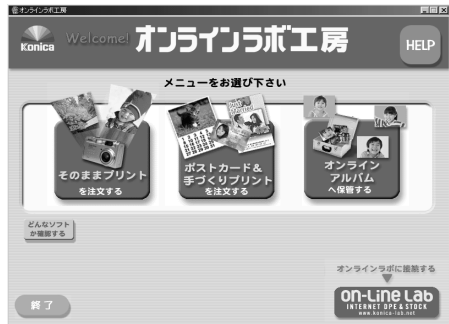 オンラインラボ工房
Konica
Welcome! オンラインラボ工房
HELP
メニューをお選び下さい
そのままプリント
を注文する
ポストカード＆
手づくりプリント
を注文する
オンライン
アルバム
へ保管する
どんなソフト
か確認する
オンラインラボに接続する
終了
On-Line Lab
INTERNET DPE & STOCK
www.konica-lab.net